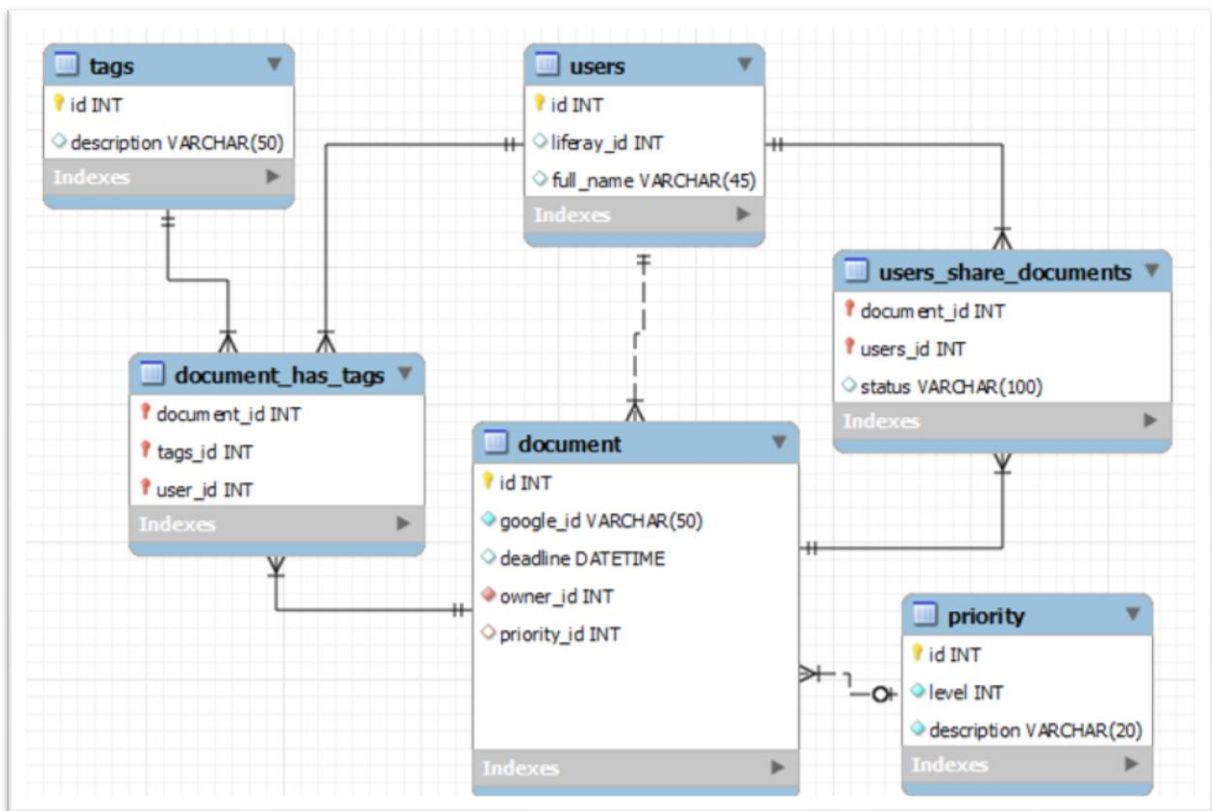 tags
id INT
description VARCHAR(50)
Indexes
users
id INT
liferay_id INT
full_name VARCHAR(45)
Indexes
users_share_documents
document_id INT
users_id INT
status VARCHAR(100)
Indexes
document_has_tags
document_id INT
tags_id INT
user_id INT
Indexes
document
id INT
google_id VARCHAR(50)
deadline DATETIME
owner_id INT
priority_id INT
Indexes
priority
id INT
level INT
description VARCHAR(20)
Indexes